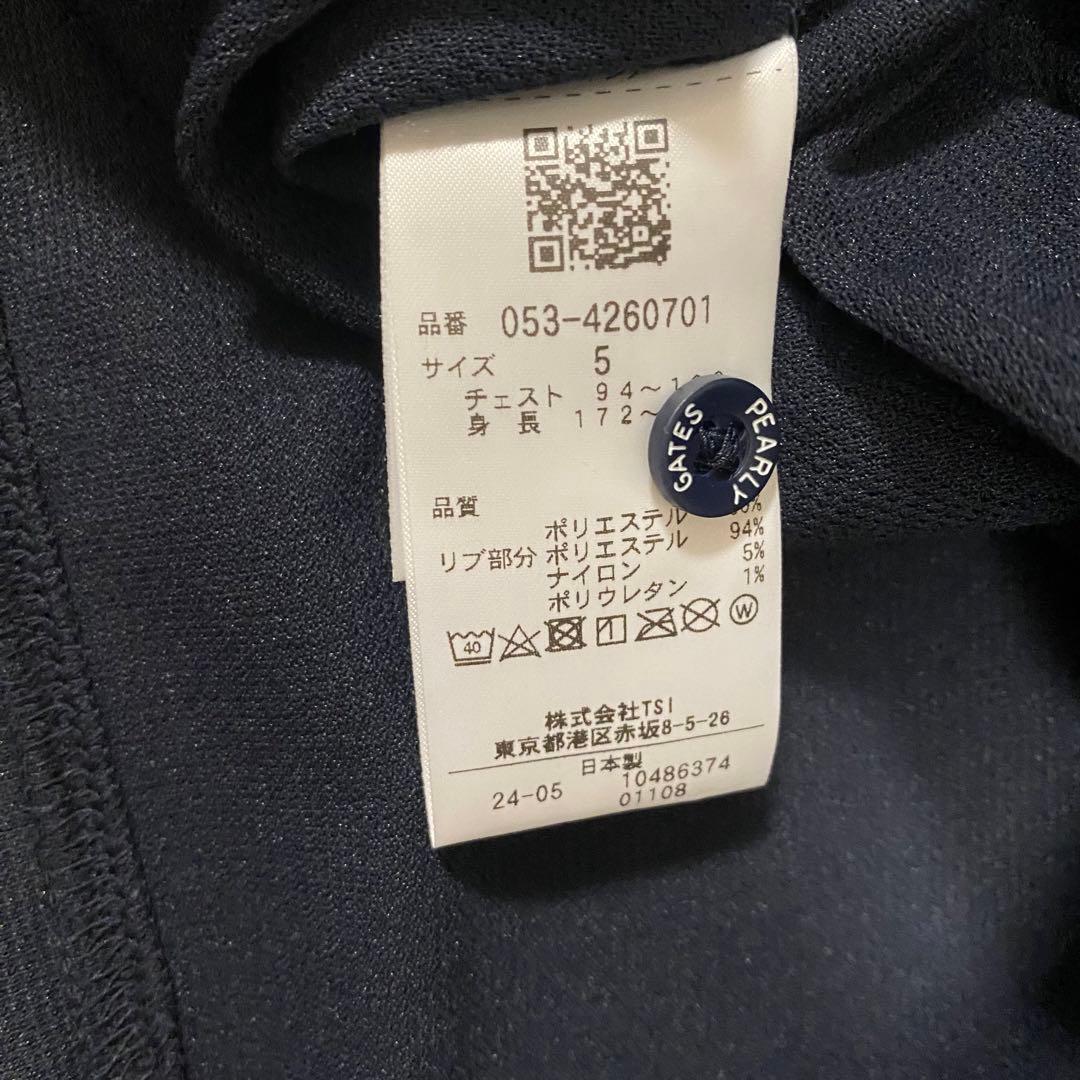 品番 053-4260701
サイズ 5
チェスト 94～1
身長 172～
PEARLY GATES
品質
ポリエステル
リブ部分 ポリエステル 94%
ナイロン 5%
ポリウレタン 1%
40
W
株式会社TSI
東京都港区赤坂8-5-26
日本製
24-05 10486374
01108